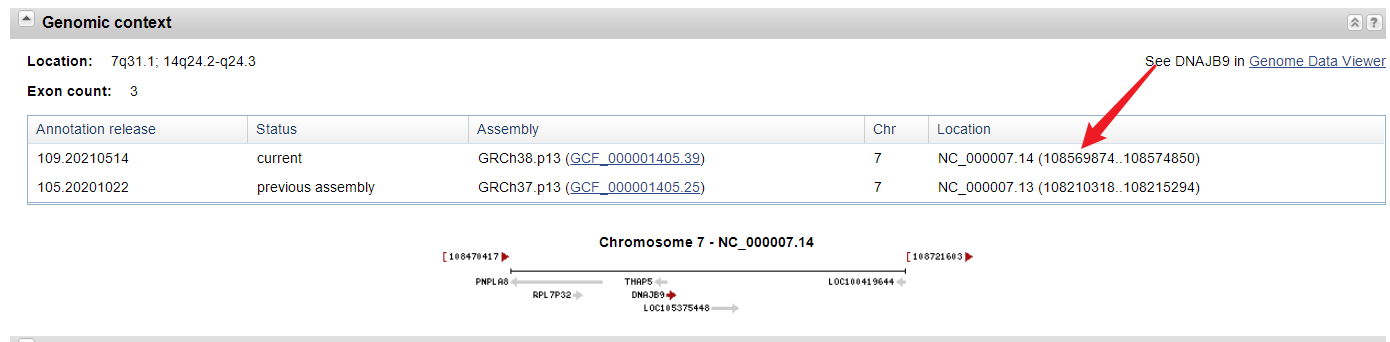 Genomic context
?
Location: 7q31.1; 14q24.2-q24.3
See DNAJB9 in Genome Data Viewer
Exon count: 3
Annotation release Status Assembly Chr Location
109.20210514 current GRCh38.p13 (GCF_000001405.39) 7 NC_000007.14 (108569874..108574850)
105.20201022 previous assembly GRCh37.p13 (GCF_000001405.25) 7 NC_000007.13 (108210318..108215294)
Chromosome 7 - NC_000007.14
[108470417 [108721603
PNPLA8 THAP5 LOC100419644
RPL7P32 DNAJB9
LOC105375448